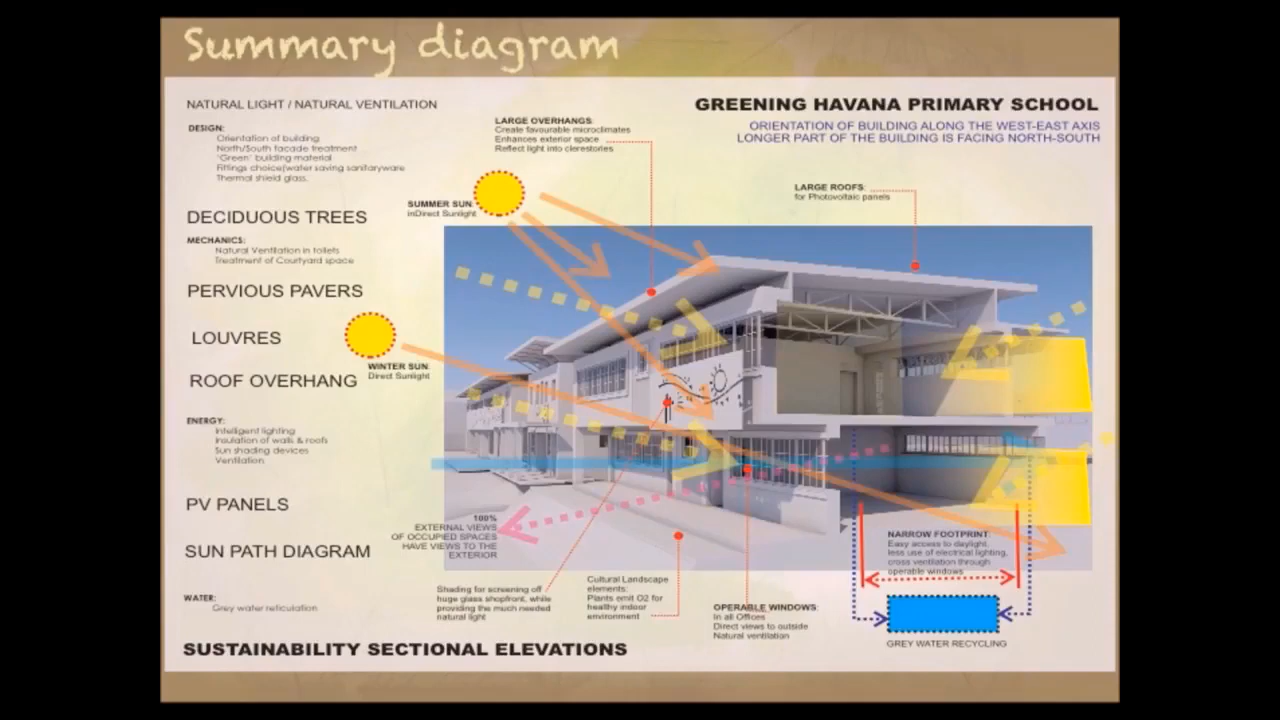 Summary diagram
NATURAL LIGHT / NATURAL VENTILATION
DESIGN:
Orientation of building
North/South facade treatment
'Green' building material
Fittings choice(water saving sanitaryware
Thermal shield glass.
DECIDUOUS TREES
MECHANICS:
Natural Ventilation in toilets
Treatment of Courtyard space
PERVIOUS PAVERS
LOUVRES
ROOF OVERHANG
ENERGY:
Intelligent lighting
Insulation of walls & roofs
Sun shading devices
Ventilation.
PV PANELS
SUN PATH DIAGRAM
WATER:
Grey water reticulation
SUSTAINABILITY SECTIONAL ELEVATIONS
GREENING HAVANA PRIMARY SCHOOL
ORIENTATION OF BUILDING ALONG THE WEST-EAST AXIS
LONGER PART OF THE BUILDING IS FACING NORTH-SOUTH
LARGE OVERHANGS:
Create favourable microclimates
Enhances exterior space
Reflect light into clerestories
LARGE ROOFS:
for Photovoltaic panels
SUMMER SUN:
inDirect Sunlight
WINTER SUN:
Direct Sunlight
100%
EXTERNAL VIEWS
OF OCCUPIED SPACES
HAVE VIEWS TO THE
EXTERIOR
Shading for screening off
huge glass shopfront, while
providing the much needed
natural light
Cultural Landscape
elements:
Plants emit O2 for
healthy indoor
environment
OPERABLE WINDOWS:
In all Offices
Direct views to outside
Natural ventilation
NARROW FOOTPRINT:
Easy access to daylight,
less use of electrical lighting,
cross ventilation through
operable windows
GREY WATER RECYCLING